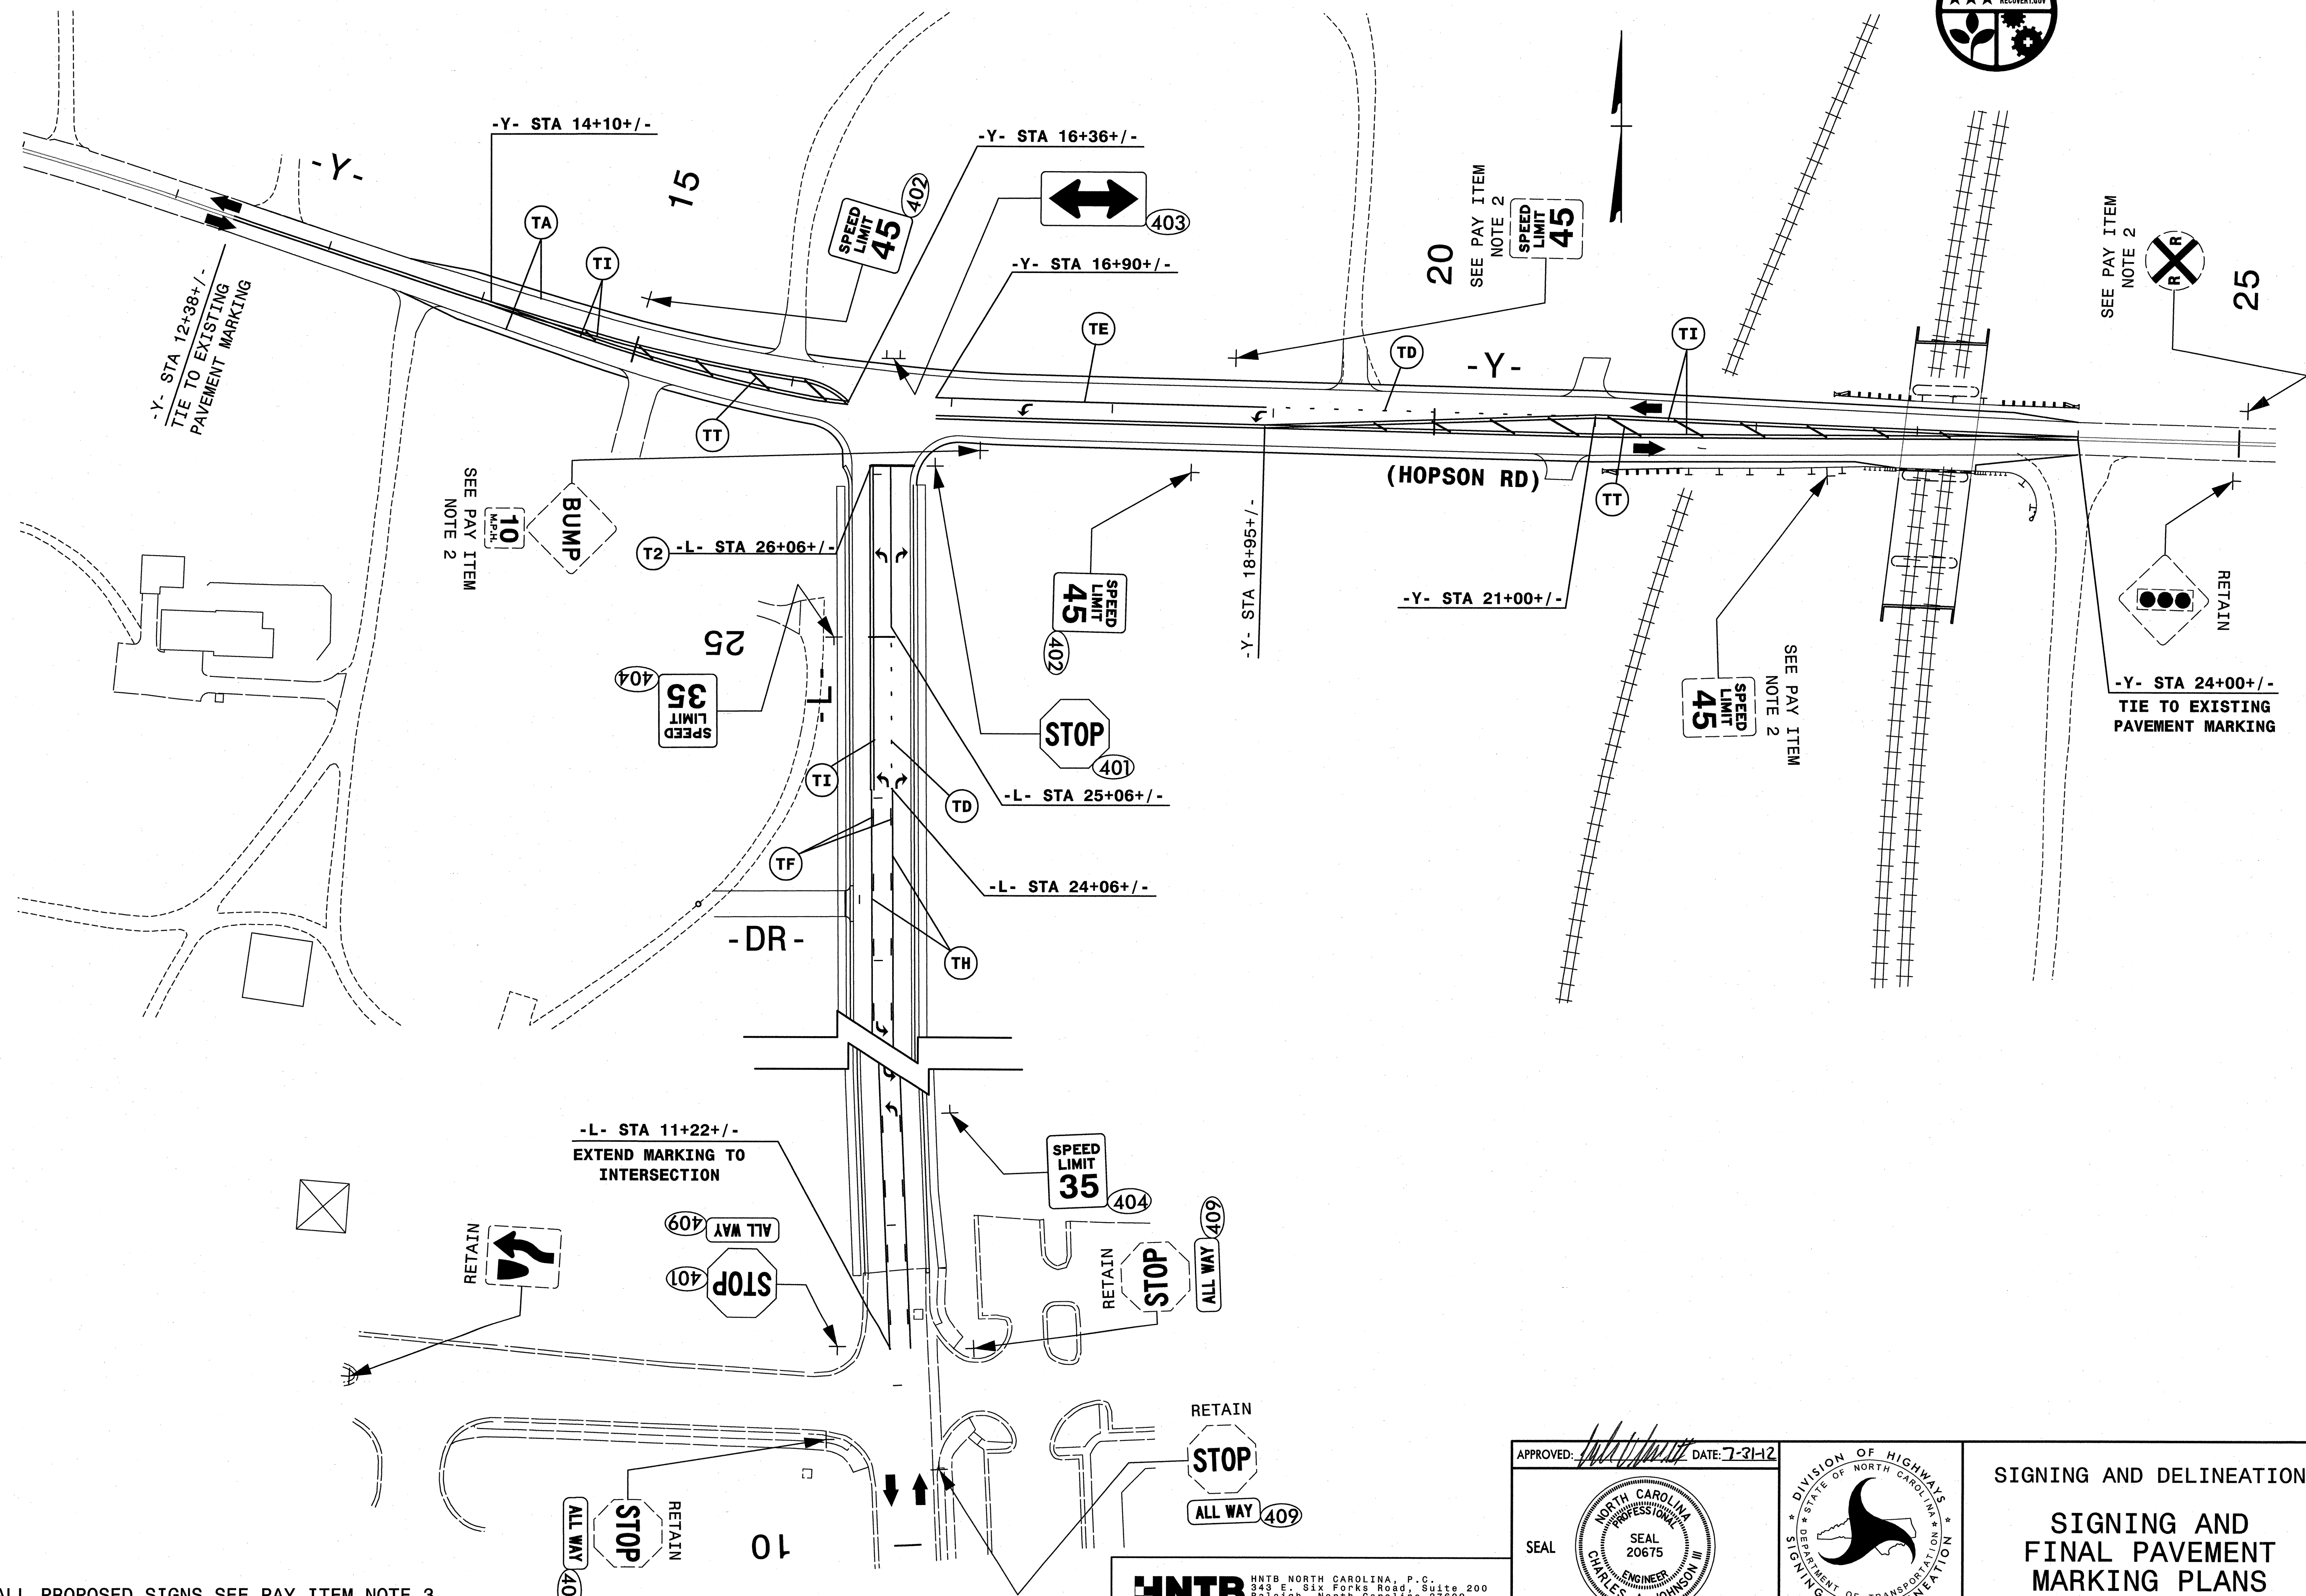 RECOVERY.GOV
-Y- STA 14+10+/-
-Y-
15
TA
TI
SPEED
LIMIT
45
402
-Y- STA 16+36+/-
403
-Y- STA 16+90+/-
TE
20
SEE PAY ITEM
NOTE 2
SPEED
LIMIT
45
TD
-Y-
TI
SEE PAY ITEM
NOTE 2
R
R
25
-Y- STA 12+38+/-
TIE TO EXISTING
PAVEMENT MARKING
TT
(HOPSON RD)
TT
SEE PAY ITEM
NOTE 2
10
M.P.H.
BUMP
T2
-L- STA 26+06+/-
SPEED
LIMIT
45
402
-Y- STA 18+95+/-
-Y- STA 21+00+/-
RETAIN
25
404
SPEED
LIMIT
35
-L-
STOP
401
SPEED
LIMIT
45
SEE PAY ITEM
NOTE 2
-Y- STA 24+00+/-
TIE TO EXISTING
PAVEMENT MARKING
TI
TD
-L- STA 25+06+/-
TF
-L- STA 24+06+/-
-DR-
TH
-L- STA 11+22+/-
EXTEND MARKING TO
INTERSECTION
SPEED
LIMIT
35
404
409
ALL WAY
401
STOP
RETAIN
RETAIN
STOP
ALL WAY
409
RETAIN
STOP
ALL WAY
409
ALL WAY
STOP
RETAIN
10
ALL PROPOSED SIGNS SEE PAY ITEM NOTE 3
HNTB
HNTB NORTH CAROLINA, P.C.
343 E. Six Forks Road, Suite 200
Raleigh, North Carolina 27609
APPROVED:
DATE: 7-31-12
SEAL
NORTH CAROLINA
PROFESSIONAL
SEAL
20675
ENGINEER
CHARLES A. JOHNSON III
DIVISION OF HIGHWAYS
STATE OF NORTH CAROLINA
DEPARTMENT OF TRANSPORTATION
SIGNING AND DELINEATION
SIGNING AND
FINAL PAVEMENT
MARKING PLANS